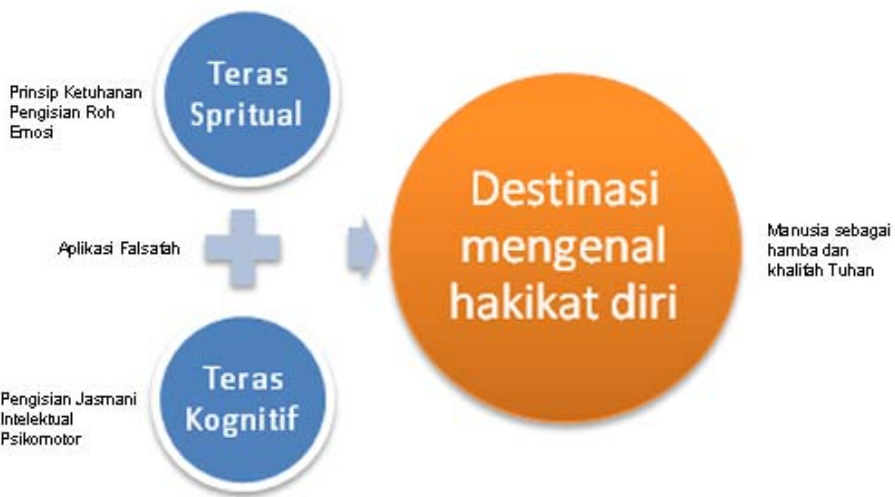 Prinsip Ketuhanan
Pengisian Roh
Emosi
Teras
Spritual
Aplikasi Falsafah
Pengisian Jasmani
Intelektual
Psikomotor
Teras
Kognitif
Destinasi
mengenal
hakikat diri
Manusia sebagai
hamba dan
khalifah Tuhan